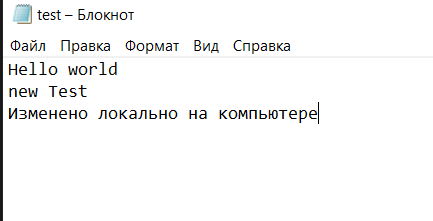 test – Блокнот
Файл Правка Формат Вид Справка
Hello world
new Test
Изменено локально на компьютере